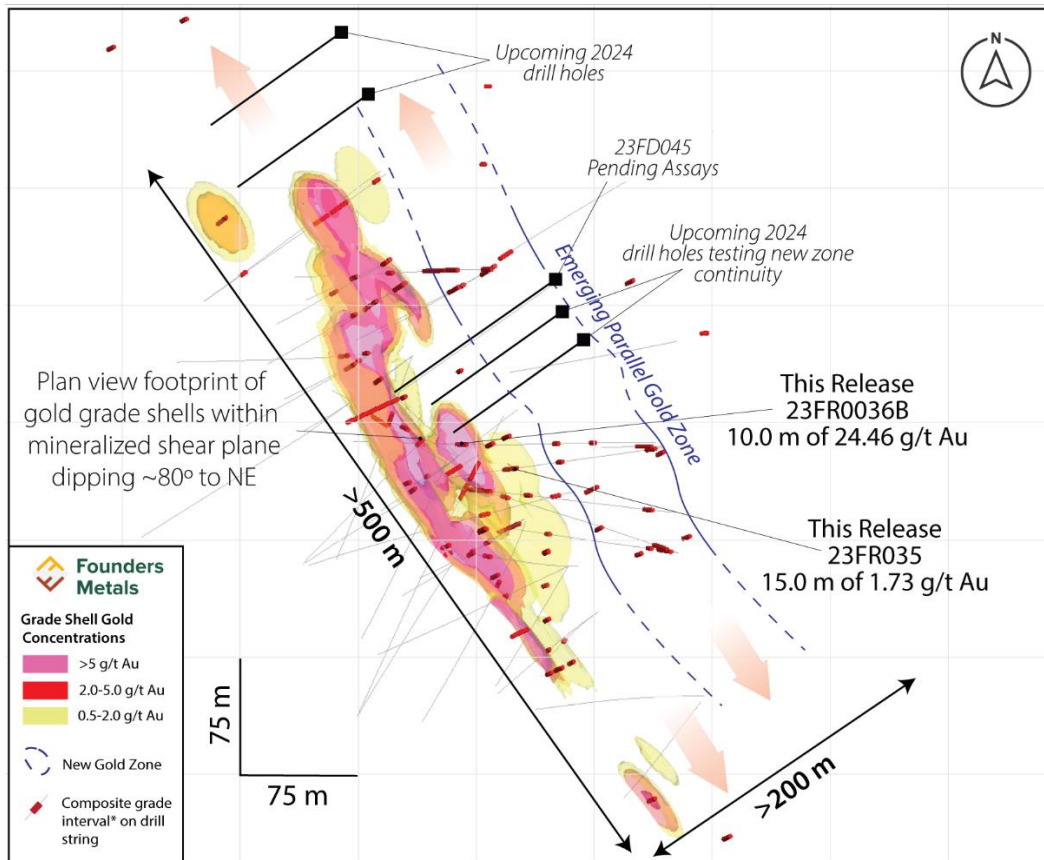 Upcoming 2024
drill holes
N
23FD045
Pending Assays
Upcoming 2024
drill holes testing new zone
continuity
Emerging Parallel Gold Zone
Plan view footprint of
gold grade shells within
mineralized shear plane
dipping ~80º to NE
This Release
23FR0036B
10.0 m of 24.46 g/t Au
>500 m
This Release
23FR035
15.0 m of 1.73 g/t Au
Founders
Metals
Grade Shell Gold
Concentrations
>5 g/t Au
2.0-5.0 g/t Au
0.5-2.0 g/t Au
New Gold Zone
Composite grade
interval* on drill
string
75 m
75 m
>200 m